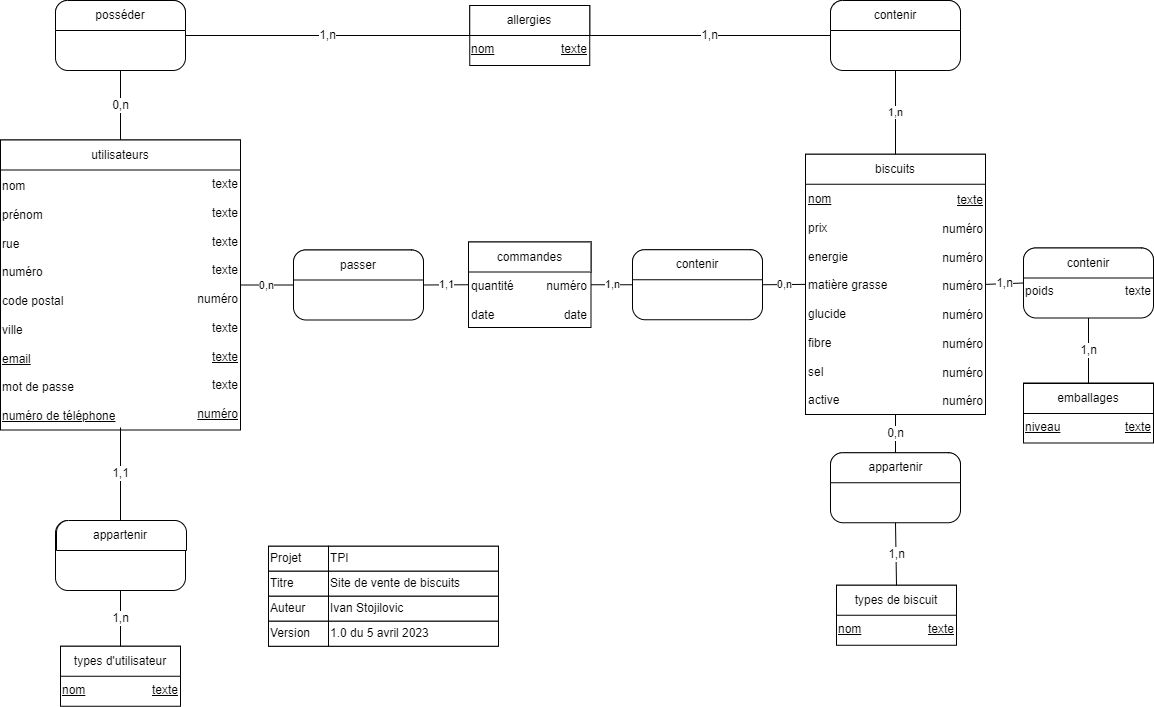 posséder
allergies
contenir
1,n
1,n
nom texte
0,n
1,n
utilisateurs
nom texte
prénom texte
rue texte
numéro texte
code postal numéro
ville texte
email texte
mot de passe texte
numéro de téléphone numéro
0,n
passer
1,1
commandes
quantité numéro
date date
1,n
contenir
0,n
biscuits
nom texte
prix numéro
energie numéro
matière grasse numéro
glucide numéro
fibre numéro
sel numéro
active numéro
1,n
contenir
poids texte
1,n
emballages
niveau texte
0,n
appartenir
1,n
types de biscuit
nom texte
1,1
appartenir
1,n
types d'utilisateur
nom texte
Projet TPI
Titre Site de vente de biscuits
Auteur Ivan Stojilovic
Version 1.0 du 5 avril 2023